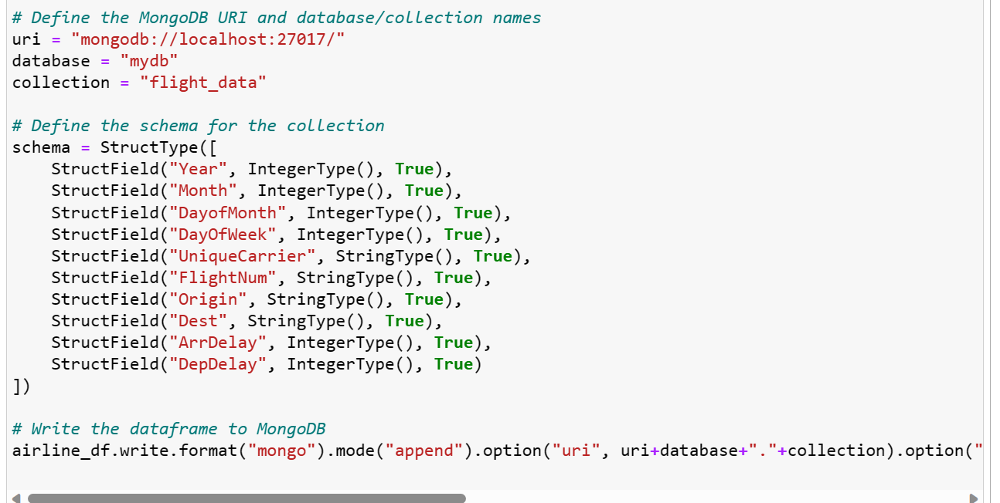 # Define the MongoDB URI and database/collection names
uri = "mongodb://localhost:27017/"
database = "mydb"
collection = "flight_data"
# Define the schema for the collection
schema = StructType([
    StructField("Year", IntegerType(), True),
    StructField("Month", IntegerType(), True),
    StructField("DayofMonth", IntegerType(), True),
    StructField("DayOfWeek", IntegerType(), True),
    StructField("UniqueCarrier", StringType(), True),
    StructField("FlightNum", StringType(), True),
    StructField("Origin", StringType(), True),
    StructField("Dest", StringType(), True),
    StructField("ArrDelay", IntegerType(), True),
    StructField("DepDelay", IntegerType(), True)
])
# Write the dataframe to MongoDB
airline_df.write.format("mongo").mode("append").option("uri", uri+database+"."+collection).option("